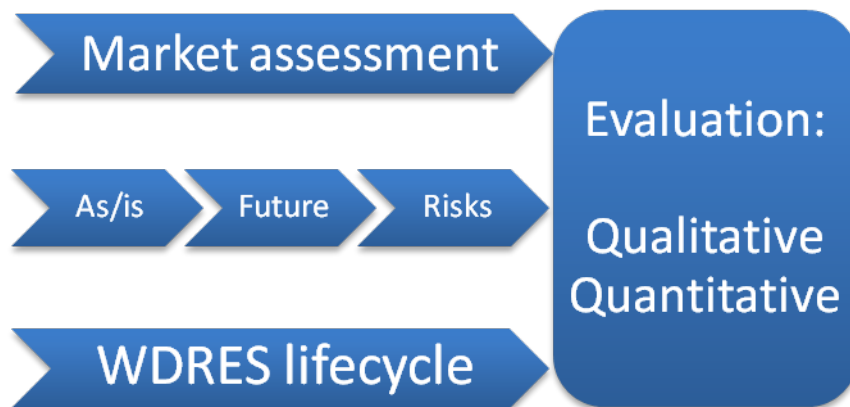 Market assessment
As/is Future Risks
WDRES lifecycle
Evaluation:
Qualitative
Quantitative